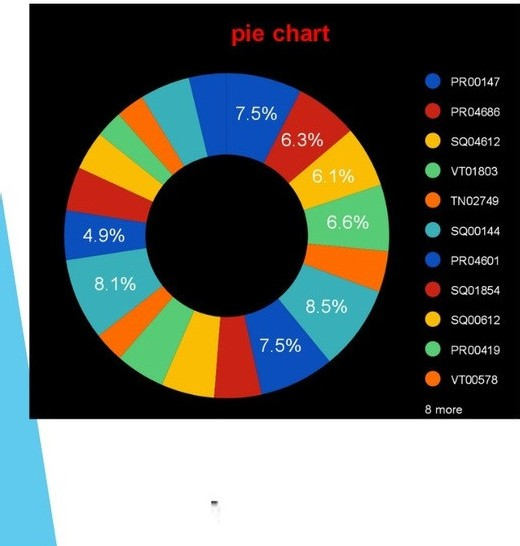 pie chart
7.5%
6.3%
6.1%
6.6%
8.5%
7.5%
8.1%
4.9%
PR00147
PR04686
SQ04612
VT01803
TN02749
SQ00144
PR04601
SQ01854
SQ00612
PR00419
VT00578
8 more